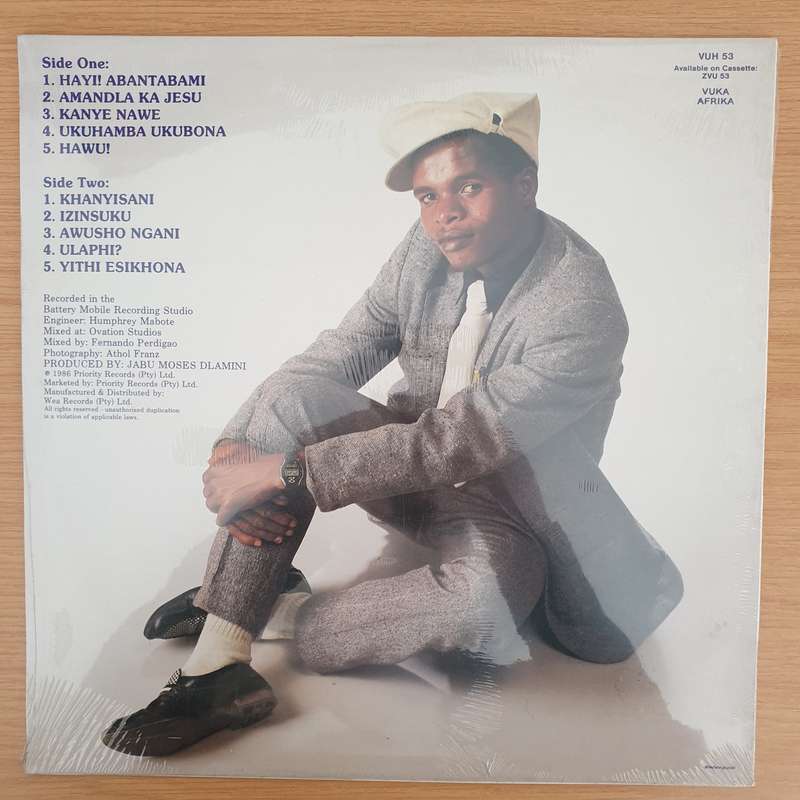 Side One:
1. HAYI! ABANTABAMI
2. AMANDLA KA JESU
3. KANYE NAWE
4. UKUHAMBA UKUBONA
5. HAWU!
Side Two:
1. KHANYISANI
2. IZINSUKU
3. AWUSHO NGANI
4. ULAPHI?
5. YITHI ESIKHONA
Recorded in the
Battery Mobile Recording Studio
Engineer: Humphrey Mabote
Mixed at: Ovation Studios
Mixed by: Fernando Perdigao
Photography: Athol Franz
PRODUCED BY: JABU MOSES DLAMINI
℗ 1986 Priority Records (Pty) Ltd.
Marketed by: Priority Records (Pty) Ltd.
Manufactured & Distributed by:
Wea Records (Pty) Ltd.
All rights reserved - unauthorised duplication
is a violation of applicable laws.
VUH 53
Available on Cassette:
ZVU 53
VUKA
AFRIKA